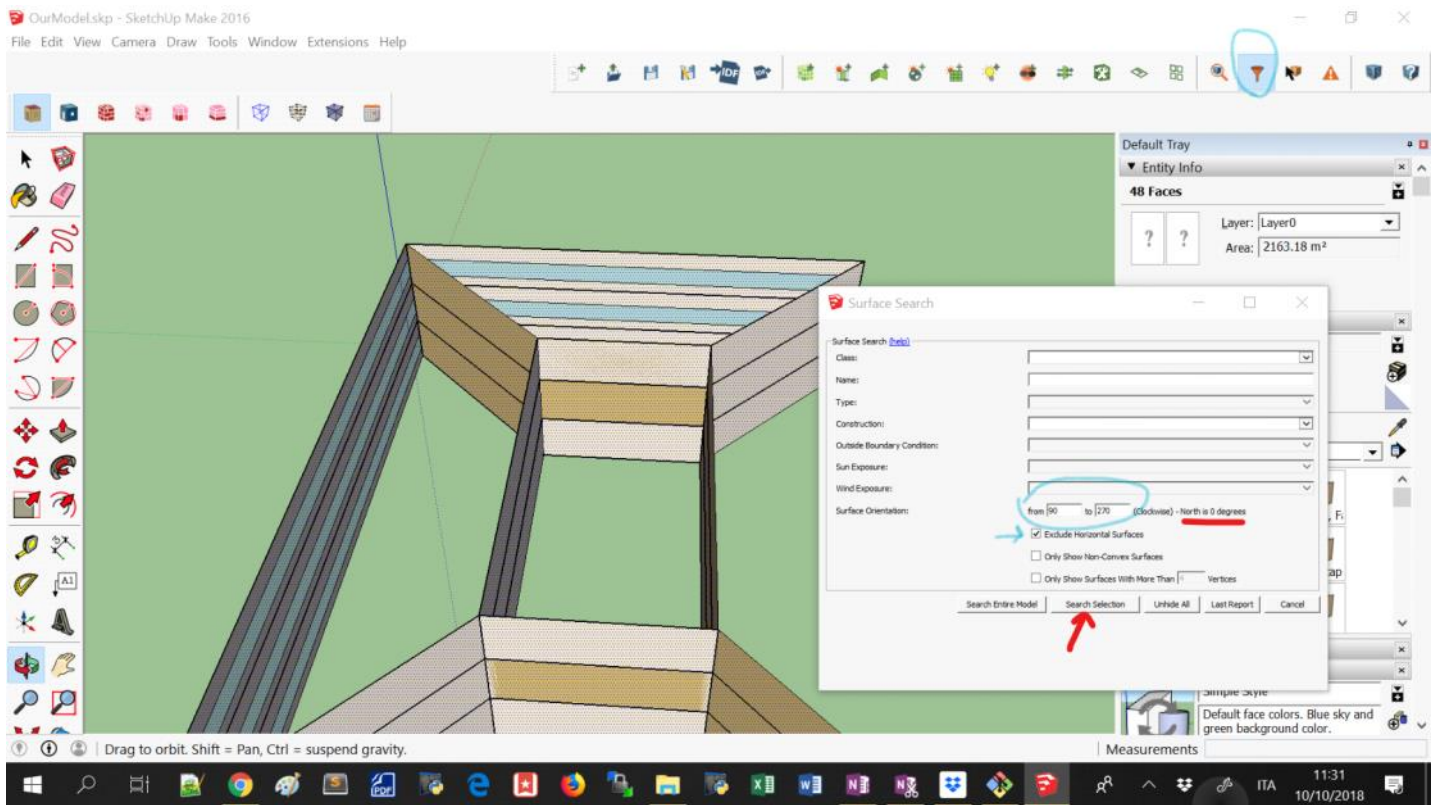 OurModel.skp - SketchUp Make 2016
File Edit View Camera Draw Tools Window Extensions Help
IDF
Default Tray
Entity Info
48 Faces
? ?
Layer: Layer0
Area: 2163.18 m²
Surface Search
Surface Search (help)
Class:
Name:
Type:
Construction:
Outside Boundary Condition:
Sun Exposure:
Wind Exposure:
Surface Orientation: from 90 to 270 (Clockwise) - North is 0 degrees
Exclude Horizontal Surfaces
Only Show Non-Convex Surfaces
Only Show Surfaces With More Than Vertices
Search Entire Model Search Selection Unhide All Last Report Cancel
A1
Simple Style
Default face colors. Blue sky and
green background color.
Drag to orbit. Shift = Pan, Ctrl = suspend gravity.
Measurements
PDF
ITA
11:31
10/10/2018